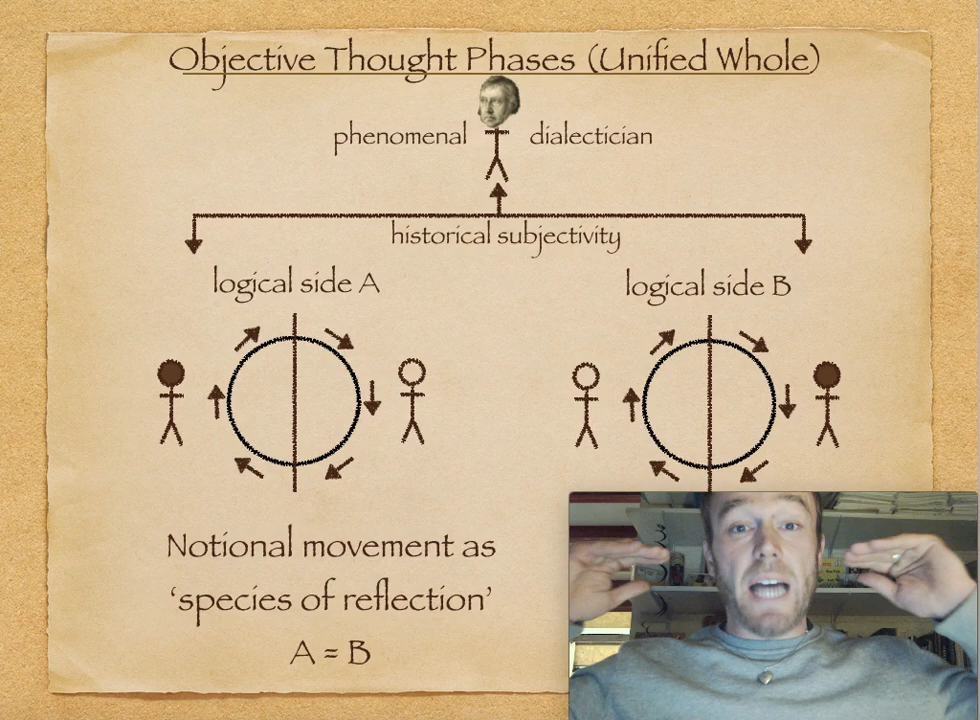 Objective Thought Phases (Unified Whole)
phenomenal dialectician
historical subjectivity
logical side A
logical side B
Notional movement as
‘species of reflection’
A = B